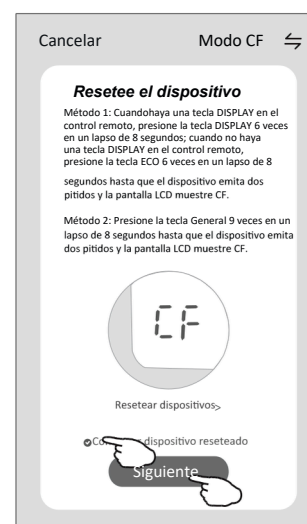 Cancelar Modo CF
Resetee el dispositivo
Método 1: Cuandohaya una tecla DISPLAY en el
control remoto, presione la tecla DISPLAY 6 veces
en un lapso de 8 segundos; cuando no haya
una tecla DISPLAY en el control remoto,
presione la tecla ECO 6 veces en un lapso de 8
segundos hasta que el dispositivo emita dos
pitidos y la pantalla LCD muestre CF.
Método 2: Presione la tecla General 9 veces en un
lapso de 8 segundos hasta que el dispositivo emita
dos pitidos y la pantalla LCD muestre CF.
CF
Resetear dispositivos>
dispositivo reseteado
Siguiente